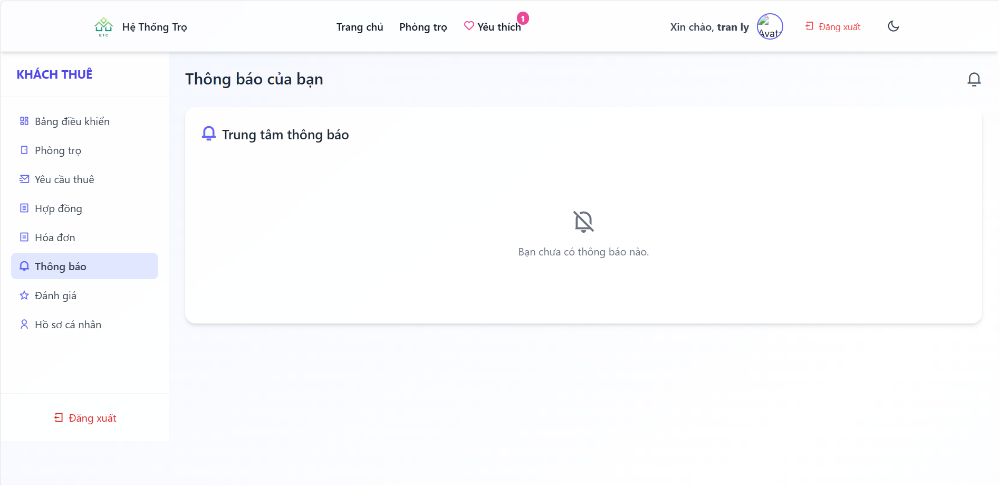 BTC
Hệ Thống Trọ
Trang chủ
Phòng trọ
Yêu thích
1
Xin chào, tran ly
Đăng xuất
KHÁCH THUÊ
Bảng điều khiển
Phòng trọ
Yêu cầu thuê
Hợp đồng
Hóa đơn
Thông báo
Đánh giá
Hồ sơ cá nhân
Đăng xuất
Thông báo của bạn
Trung tâm thông báo
Bạn chưa có thông báo nào.